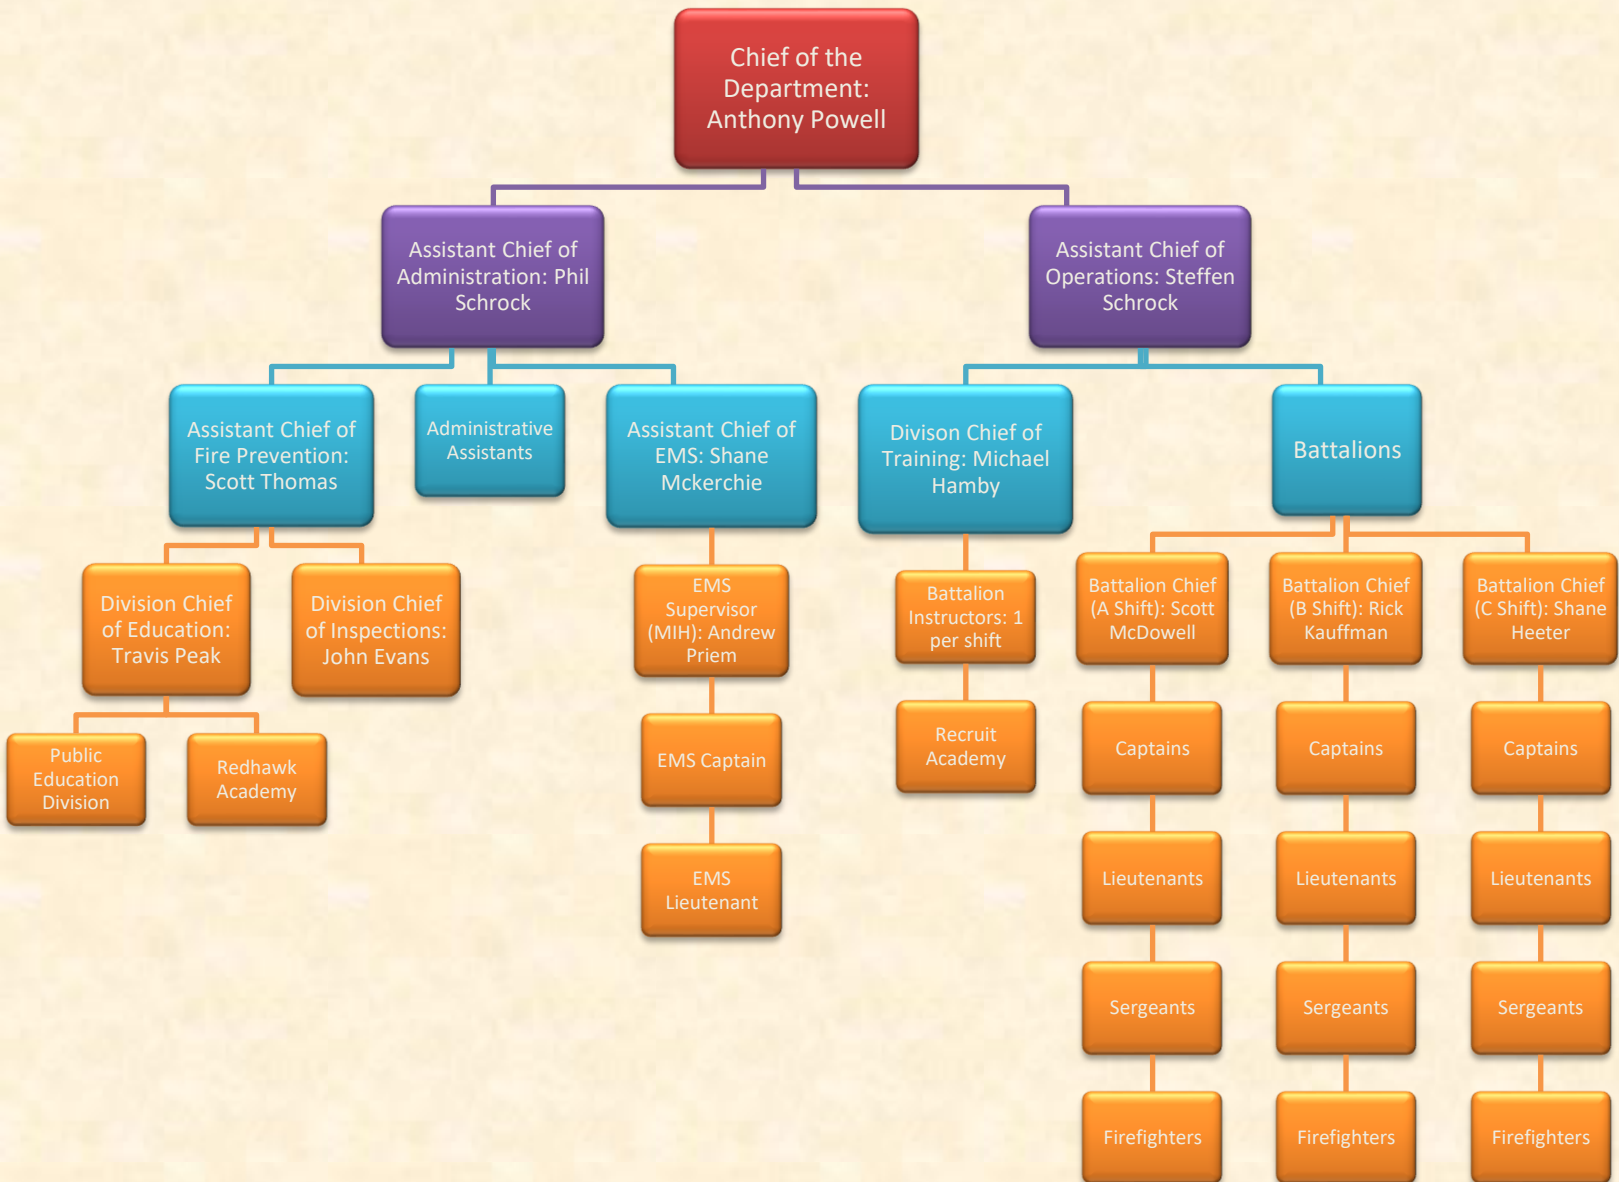 Chief of the
Department:
Anthony Powell
Assistant Chief of
Administration: Phil
Schrock
Assistant Chief of
Operations: Steffen
Schrock
Assistant Chief of
Fire Prevention:
Scott Thomas
Administrative
Assistants
Assistant Chief of
EMS: Shane
Mckerchie
Divison Chief of
Training: Michael
Hamby
Battalions
Division Chief
of Education:
Travis Peak
Division Chief
of Inspections:
John Evans
EMS
Supervisor
(MIH): Andrew
Priem
Battalion
Instructors: 1
per shift
Battalion Chief
(A Shift): Scott
McDowell
Battalion Chief
(B Shift): Rick
Kauffman
Battalion Chief
(C Shift): Shane
Heeter
Public
Education
Division
Redhawk
Academy
EMS Captain
Recruit
Academy
Captains
Captains
Captains
EMS
Lieutenant
Lieutenants
Lieutenants
Lieutenants
Sergeants
Sergeants
Sergeants
Firefighters
Firefighters
Firefighters